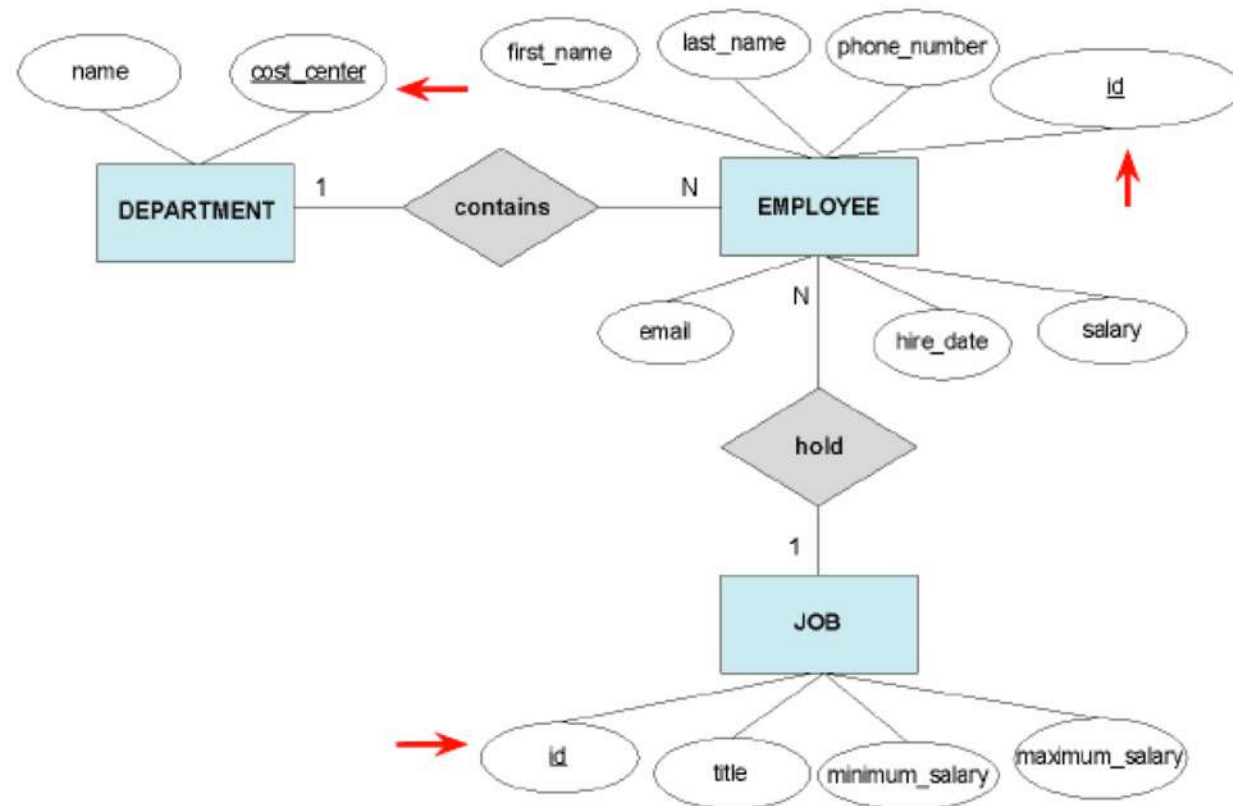 name
cost_center
first_name
last_name
phone_number
id
DEPARTMENT
1
contains
N
EMPLOYEE
email
N
hire_date
salary
hold
1
JOB
id
title
minimum_salary
maximum_salary